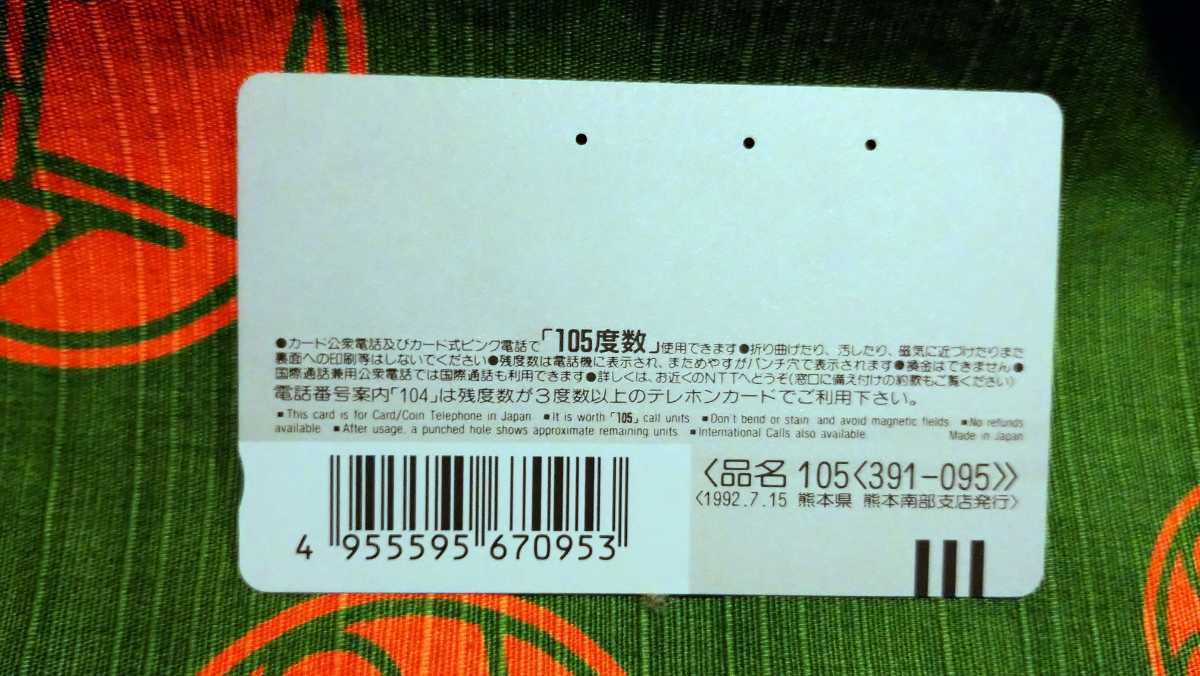 ●カード公衆電話及びカード式ピンク電話で「105度数」使用できます●折り曲げたり、汚したり、磁気に近づけたりまた
裏面への印刷等はしないでください●残度数は電話機に表示され、まためやすがパンチ穴で表示されます●換金はできません●
国際通話兼用公衆電話では国際通話も利用できます●詳しくは、お近くのNTTへどうぞ(窓口に備え付けの約款もご覧ください)
電話番号案内「104」は残度数が3度数以上のテレホンカードでご利用下さい。
■This card is for Card/Coin Telephone in Japan ■It is worth「105」call units ■Don't bend or stain and avoid magnetic fields ■No refunds
available ■After usage, a punched hole shows approximate remaining units ■International Calls also available Made in Japan
〈品名 105〈391-095〉〉
〈1992.7.15 熊本県 熊本南部支店発行〉
4 955595 670953